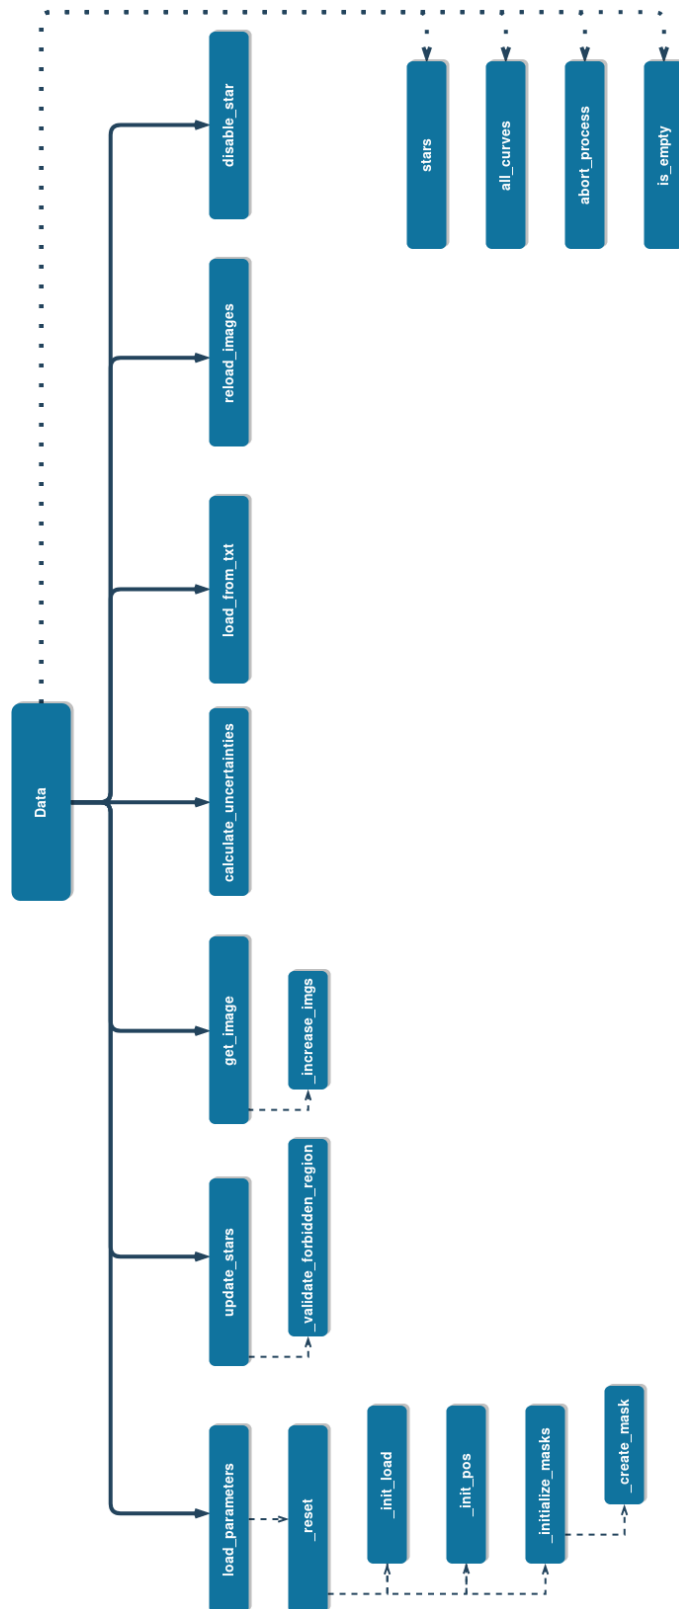 Data
load_parameters
update_stars
get_image
calculate_uncertainties
load_from_txt
reload_images
disable_star
_reset
_validate_forbidden_region
_increase_imgs
_init_load
_init_pos
_initialize_masks
_create_mask
stars
all_curves
abort_process
is_empty